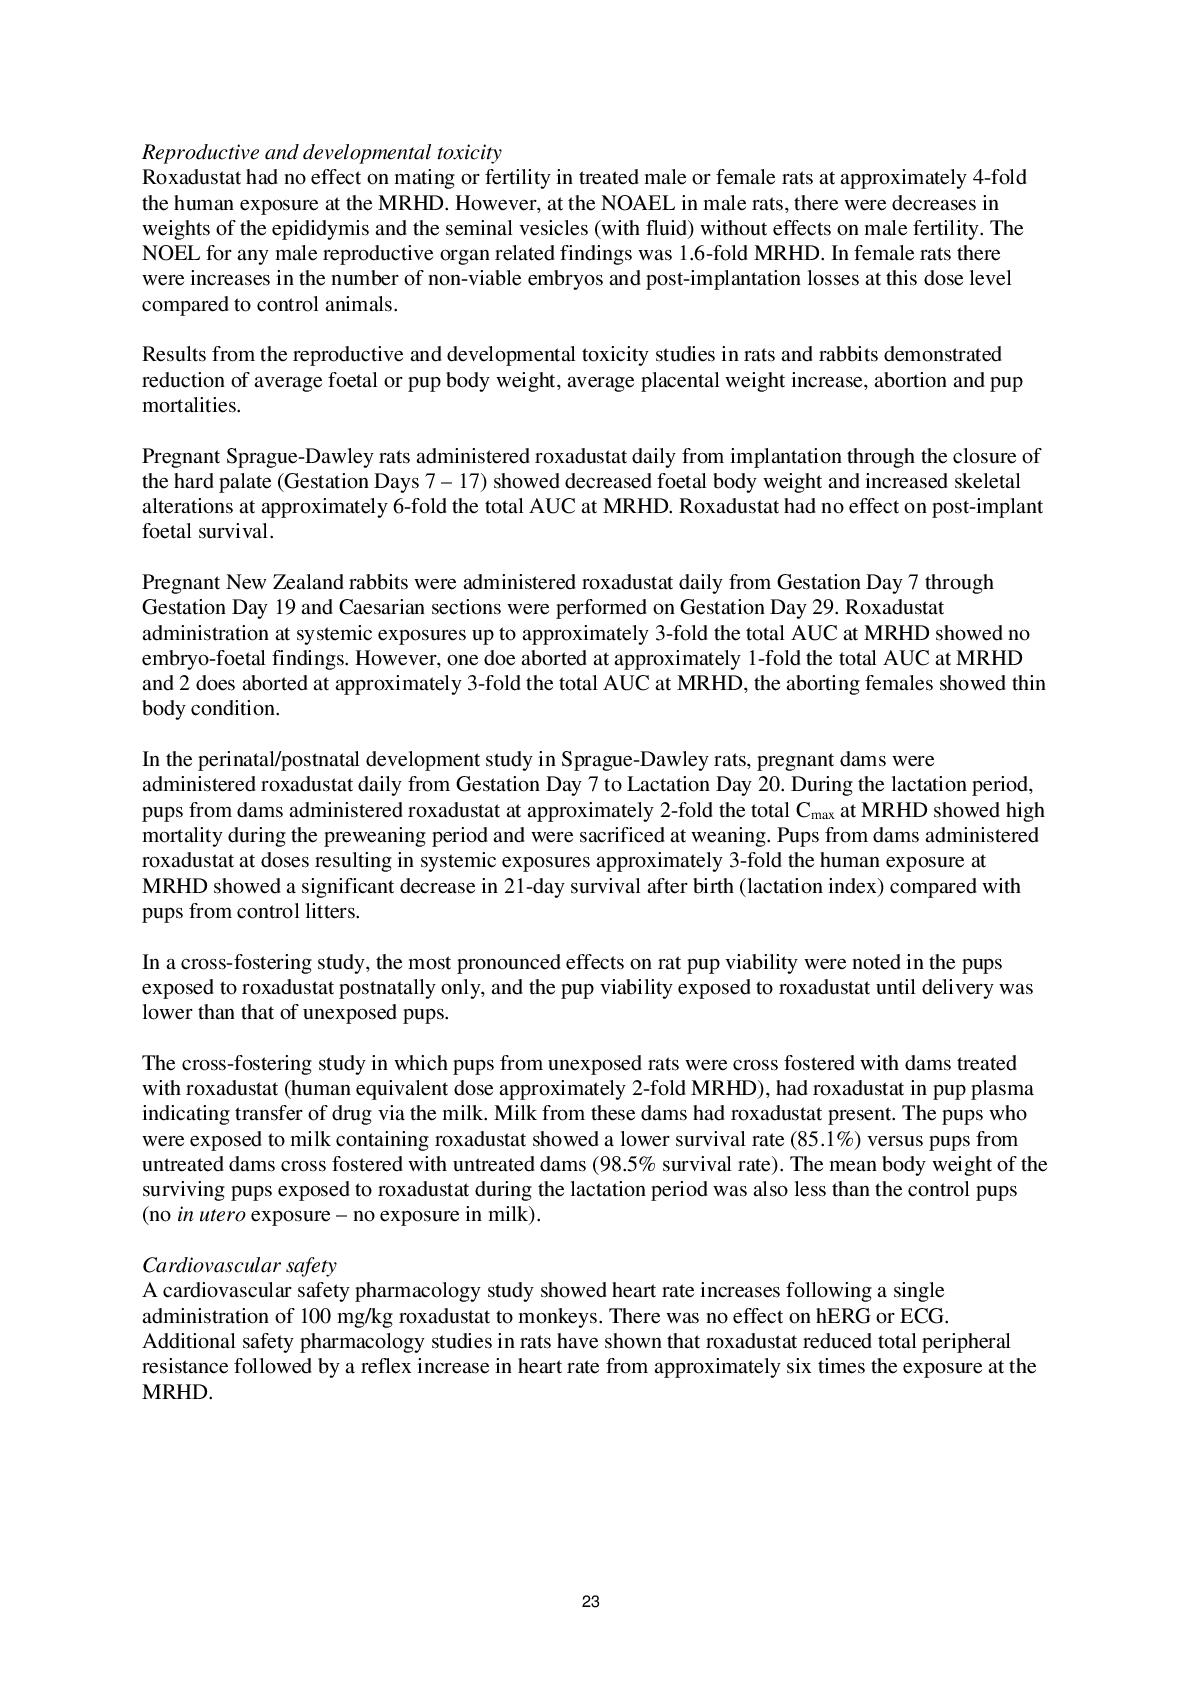 Reproductive and developmental toxicity
Roxadustat had no effect on mating or fertility in treated male or female rats at approximately 4-fold
the human exposure at the MRHD. However, at the NOAEL in male rats, there were decreases in
weights of the epididymis and the seminal vesicles (with fluid) without effects on male fertility. The
NOEL for any male reproductive organ related findings was 1.6-fold MRHD. In female rats there
were increases in the number of non-viable embryos and post-implantation losses at this dose level
compared to control animals.
Results from the reproductive and developmental toxicity studies in rats and rabbits demonstrated
reduction of average foetal or pup body weight, average placental weight increase, abortion and pup
mortalities.
Pregnant Sprague-Dawley rats administered roxadustat daily from implantation through the closure of
the hard palate (Gestation Days 7 – 17) showed decreased foetal body weight and increased skeletal
alterations at approximately 6-fold the total AUC at MRHD. Roxadustat had no effect on post-implant
foetal survival.
Pregnant New Zealand rabbits were administered roxadustat daily from Gestation Day 7 through
Gestation Day 19 and Caesarian sections were performed on Gestation Day 29. Roxadustat
administration at systemic exposures up to approximately 3-fold the total AUC at MRHD showed no
embryo-foetal findings. However, one doe aborted at approximately 1-fold the total AUC at MRHD
and 2 does aborted at approximately 3-fold the total AUC at MRHD, the aborting females showed thin
body condition.
In the perinatal/postnatal development study in Sprague-Dawley rats, pregnant dams were
administered roxadustat daily from Gestation Day 7 to Lactation Day 20. During the lactation period,
pups from dams administered roxadustat at approximately 2-fold the total Cmax at MRHD showed high
mortality during the preweaning period and were sacrificed at weaning. Pups from dams administered
roxadustat at doses resulting in systemic exposures approximately 3-fold the human exposure at
MRHD showed a significant decrease in 21-day survival after birth (lactation index) compared with
pups from control litters.
In a cross-fostering study, the most pronounced effects on rat pup viability were noted in the pups
exposed to roxadustat postnatally only, and the pup viability exposed to roxadustat until delivery was
lower than that of unexposed pups.
The cross-fostering study in which pups from unexposed rats were cross fostered with dams treated
with roxadustat (human equivalent dose approximately 2-fold MRHD), had roxadustat in pup plasma
indicating transfer of drug via the milk. Milk from these dams had roxadustat present. The pups who
were exposed to milk containing roxadustat showed a lower survival rate (85.1%) versus pups from
untreated dams cross fostered with untreated dams (98.5% survival rate). The mean body weight of the
surviving pups exposed to roxadustat during the lactation period was also less than the control pups
(no in utero exposure – no exposure in milk).
Cardiovascular safety
A cardiovascular safety pharmacology study showed heart rate increases following a single
administration of 100 mg/kg roxadustat to monkeys. There was no effect on hERG or ECG.
Additional safety pharmacology studies in rats have shown that roxadustat reduced total peripheral
resistance followed by a reflex increase in heart rate from approximately six times the exposure at the
MRHD.
23